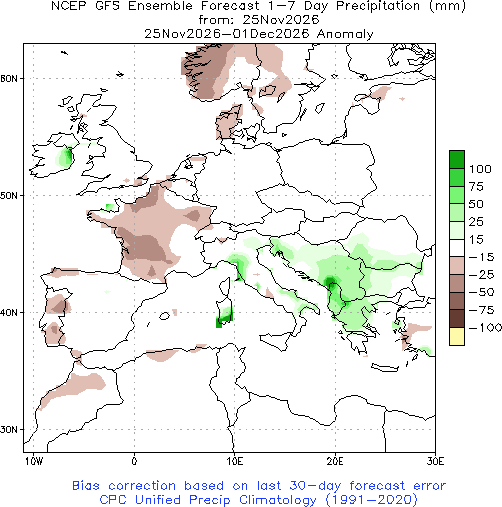 NCEP GFS Ensemble Forecast 1-7 Day Precipitation (mm)
from: 25Nov2026
25Nov2026-01Dec2026 Anomaly
60N
50N
40N
30N
10W 0 10E 20E 30E
100
75
50
25
15
-15
-25
-50
-75
-100
Bias correction based on last 30-day forecast error
CPC Unified Precip Climatology (1991-2020)